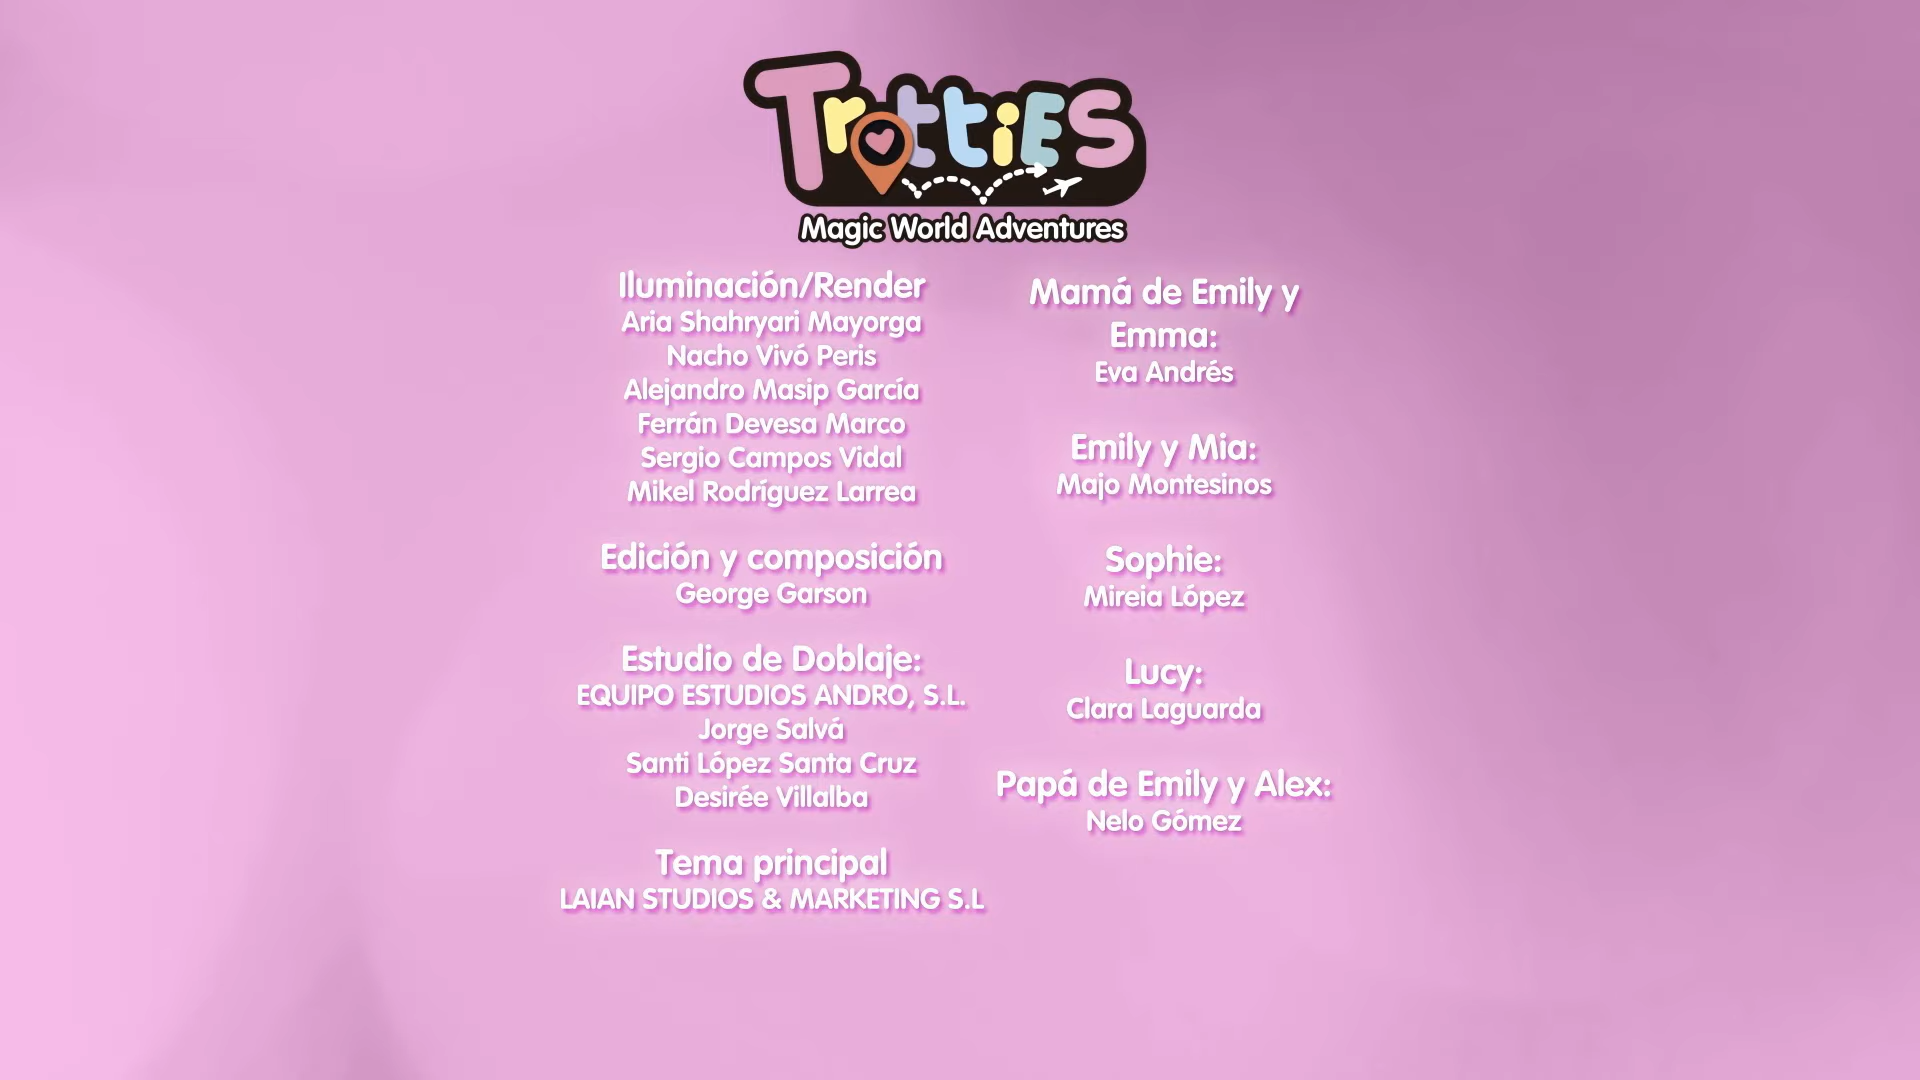 TrottiES
Magic World Adventures
Iluminación/Render
Aria Shahryari Mayorga
Nacho Vivó Peris
Alejandro Masip García
Ferrán Devesa Marco
Sergio Campos Vidal
Mikel Rodríguez Larrea
Edición y composición
George Garson
Estudio de Doblaje:
EQUIPO ESTUDIOS ANDRO, S.L.
Jorge Salvá
Santi López Santa Cruz
Desirée Villalba
Tema principal
LAIAN STUDIOS & MARKETING S.L
Mamá de Emily y
Emma:
Eva Andrés
Emily y Mia:
Majo Montesinos
Sophie:
Mireia López
Lucy:
Clara Laguarda
Papá de Emily y Alex:
Nelo Gómez